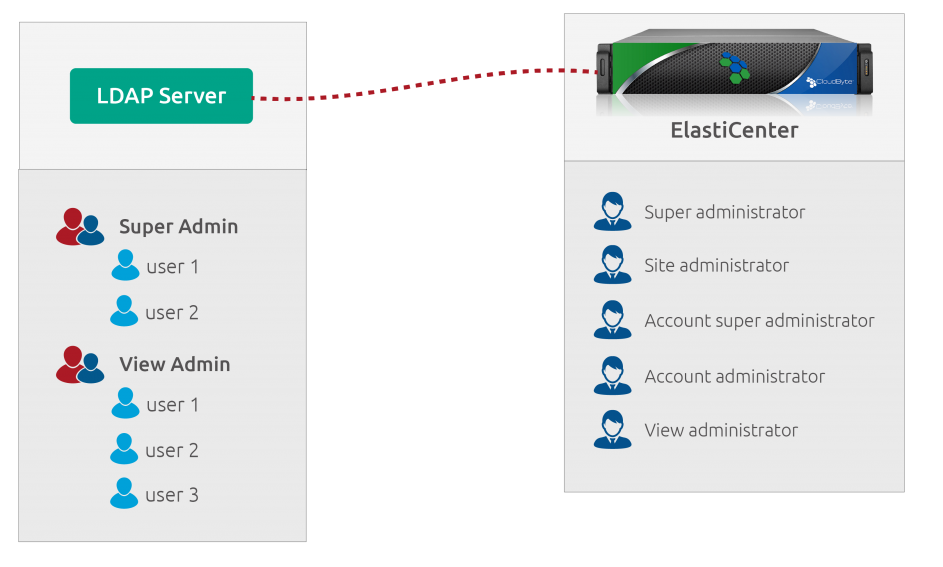 LDAP Server
Super Admin
user 1
user 2
View Admin
user 1
user 2
user 3
CloudByte
ElastiCenter
Super administrator
Site administrator
Account super administrator
Account administrator
View administrator